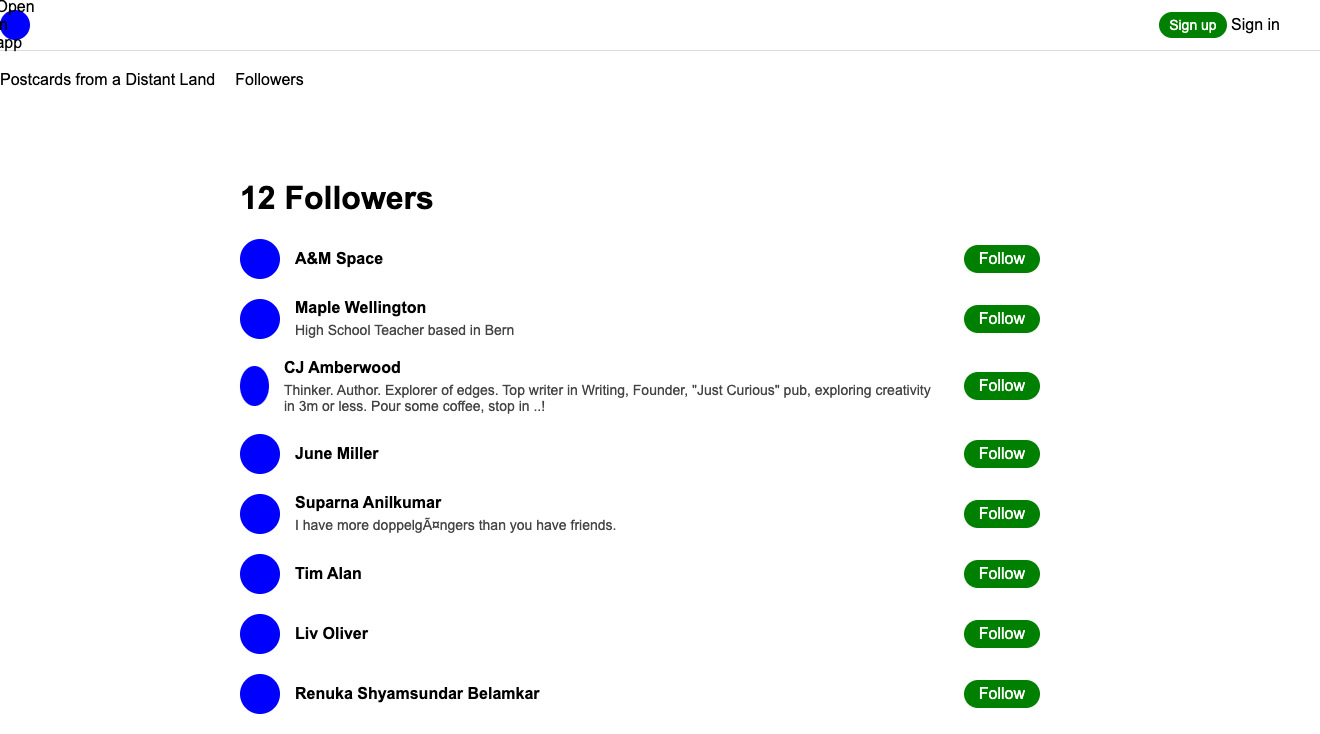 Open
in
app
Sign up
Sign in
Postcards from a Distant Land
Followers
12 Followers
A&M Space
Follow
Maple Wellington
High School Teacher based in Bern
Follow
CJ Amberwood
Thinker. Author. Explorer of edges. Top writer in Writing, Founder, "Just Curious" pub, exploring creativity
in 3m or less. Pour some coffee, stop in ..!
Follow
June Miller
Follow
Suparna Anilkumar
I have more doppelgÃ¤ngers than you have friends.
Follow
Tim Alan
Follow
Liv Oliver
Follow
Renuka Shyamsundar Belamkar
Follow